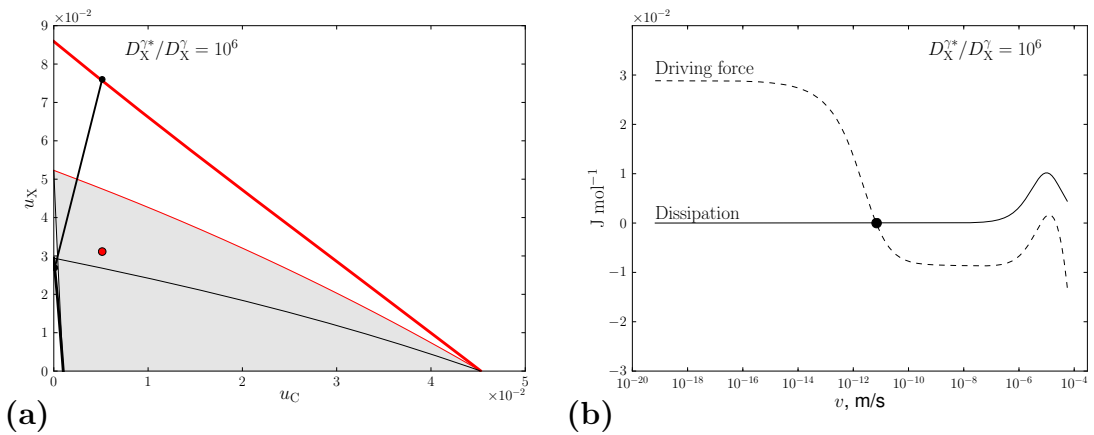 ×10⁻²
D_X^γ*/D_X^γ = 10⁶
9
8
7
6
5
4
3
2
1
0
u_X
0 1 2 3 4 5
×10⁻²
u_C
(a)
×10⁻²
D_X^γ*/D_X^γ = 10⁶
Driving force
Dissipation
3
2
1
0
−1
−2
−3
J mol⁻¹
10⁻²⁰ 10⁻¹⁸ 10⁻¹⁶ 10⁻¹⁴ 10⁻¹² 10⁻¹⁰ 10⁻⁸ 10⁻⁶ 10⁻⁴
v, m/s
(b)